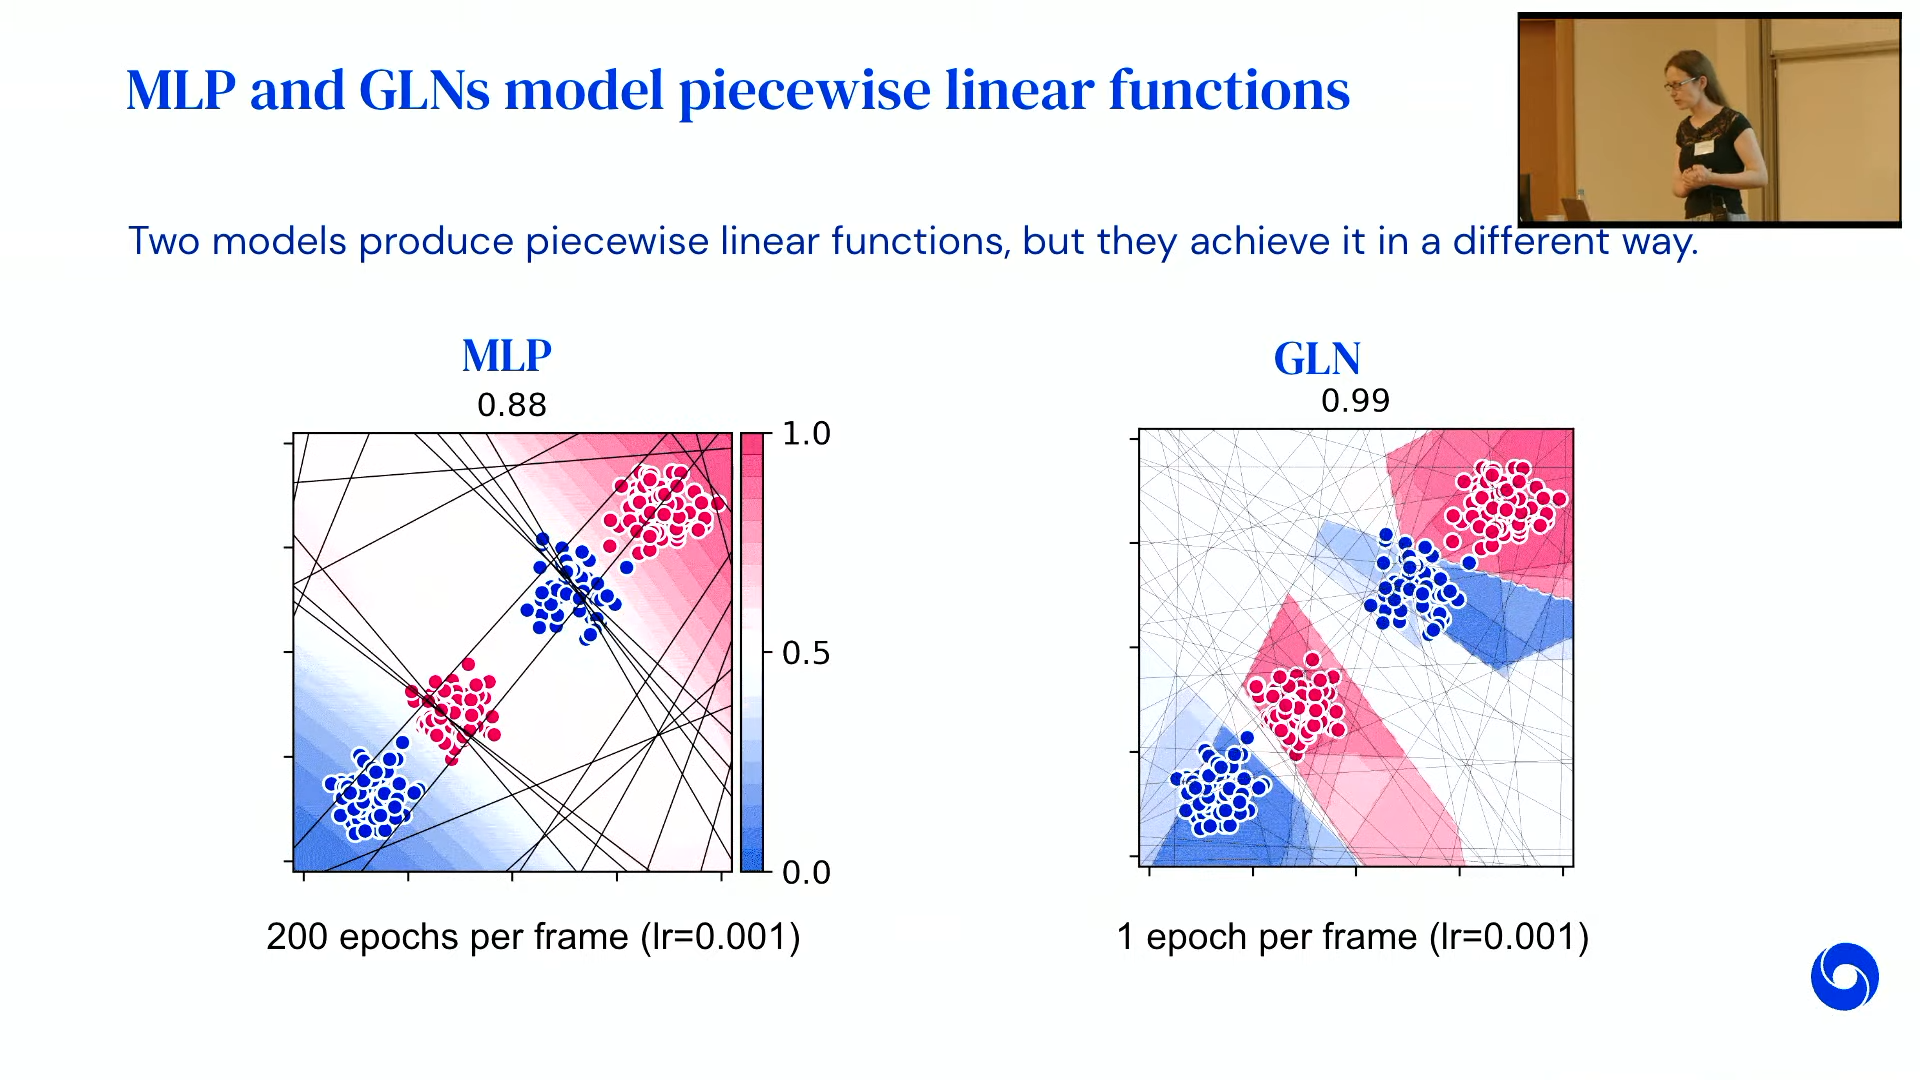 MLP and GLNs model piecewise linear functions
Two models produce piecewise linear functions, but they achieve it in a different way.
MLP
0.88
1.0
0.5
0.0
200 epochs per frame (lr=0.001)
GLN
0.99
1 epoch per frame (lr=0.001)